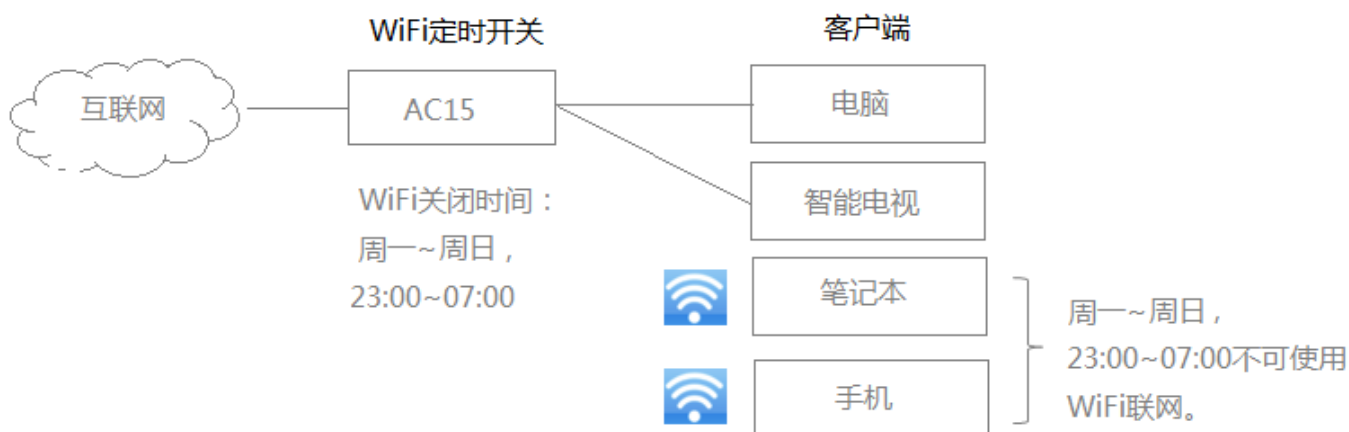 WiFi定时开关
客户端
互联网
AC15
电脑
智能电视
WiFi关闭时间：
周一~周日，
23:00~07:00
笔记本
手机
周一~周日，
23:00~07:00不可使用
WiFi联网。